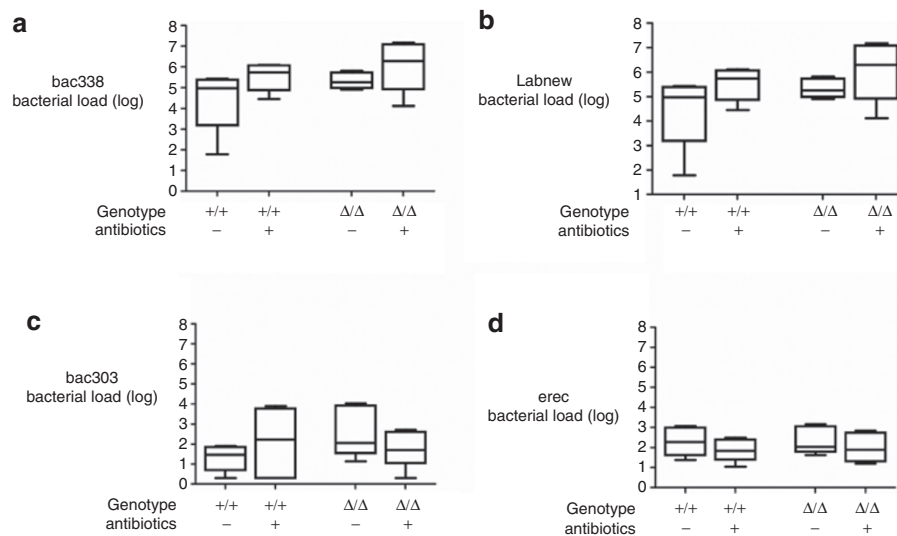 a
bac338
bacterial load (log)
8
7
6
5
4
3
2
1
0
Genotype +/+ +/+ Δ/Δ Δ/Δ
antibiotics − + − +
b
Labnew
bacterial load (log)
8
7
6
5
4
3
2
1
Genotype +/+ +/+ Δ/Δ Δ/Δ
antibiotics − + − +
c
bac303
bacterial load (log)
8
7
6
5
4
3
2
1
0
Genotype +/+ +/+ Δ/Δ Δ/Δ
antibiotics − + − +
d
erec
bacterial load (log)
8
7
6
5
4
3
2
1
0
Genotype +/+ +/+ Δ/Δ Δ/Δ
antibiotics − + − +